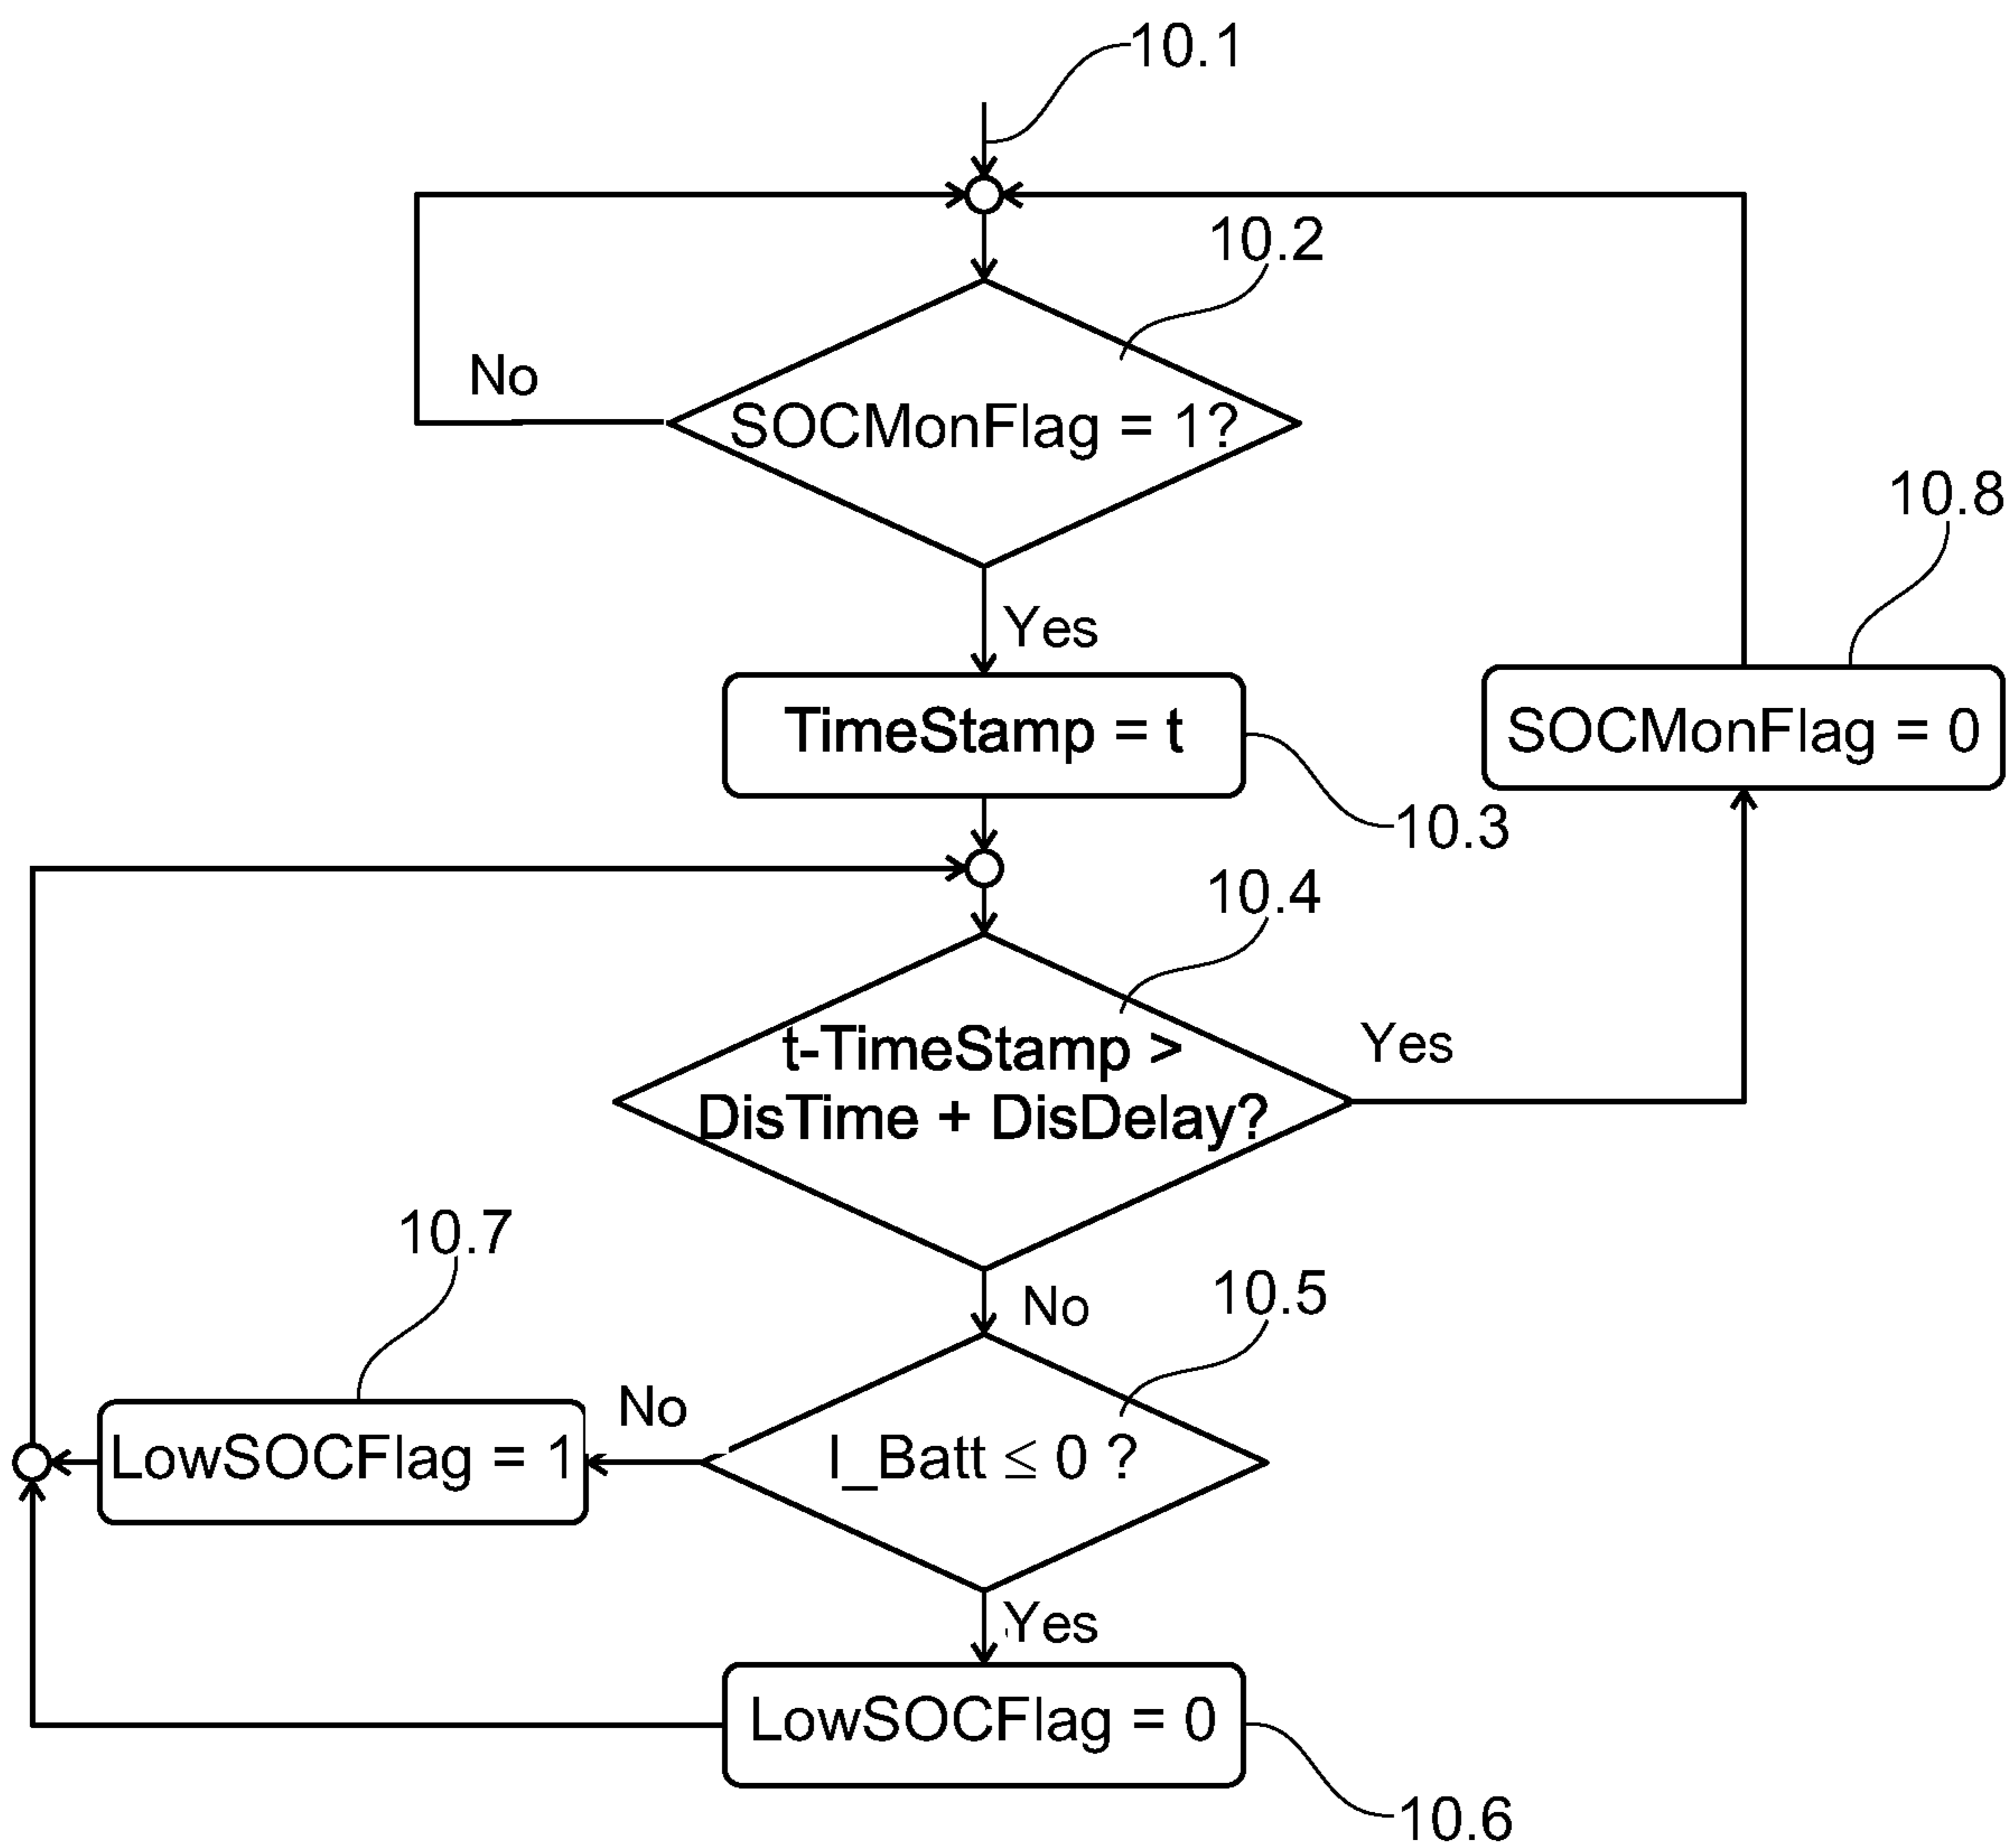 10.1
10.2
No
SOCMonFlag = 1?
10.8
Yes
TimeStamp = t
SOCMonFlag = 0
10.3
10.4
t-TimeStamp >
Yes
DisTime + DisDelay?
10.7
10.5
No
No
LowSOCFlag = 1
I_Batt ≤ 0 ?
Yes
LowSOCFlag = 0
10.6